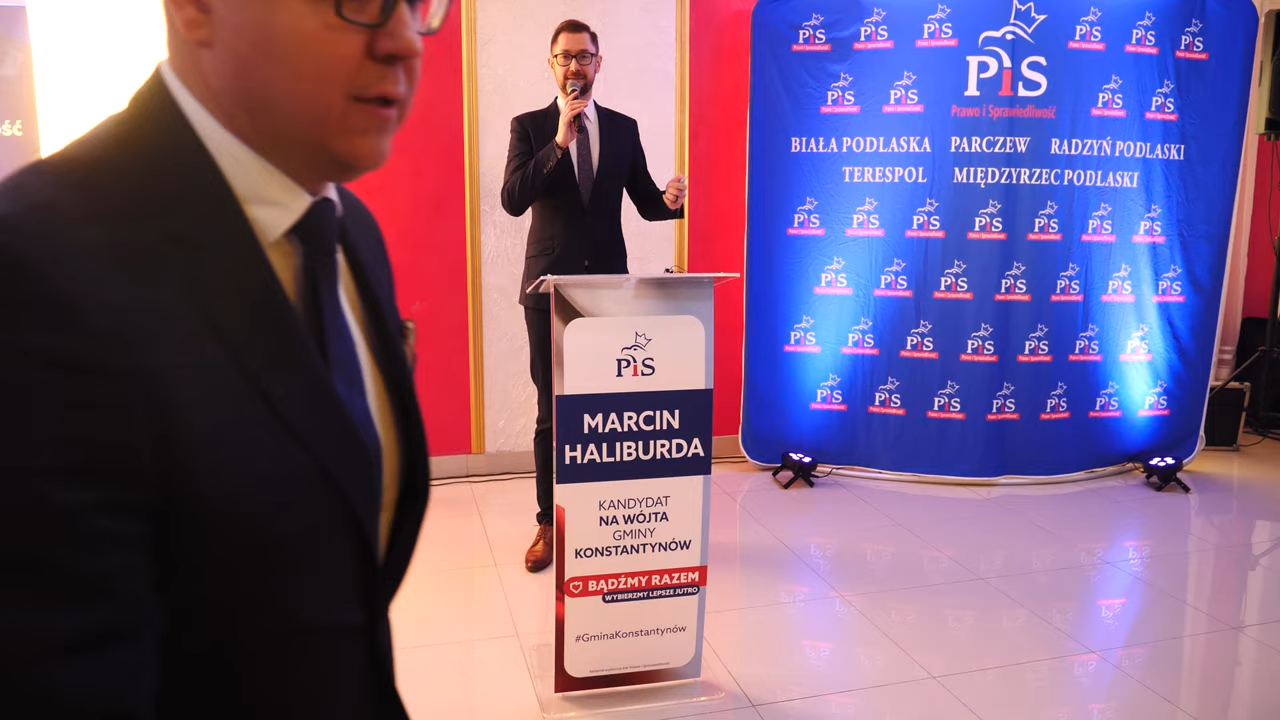 ość
PiS
Prawo i Sprawiedliwość
BIAŁA PODLASKA PARCZEW RADZYŃ PODLASKI
TERESPOL MIĘDZYRZEC PODLASKI
PiS
MARCIN
HALIBURDA
KANDYDAT
NA WÓJTA
GMINY
KONSTANTYNÓW
BĄDŹMY RAZEM
WYBIERZMY LEPSZE JUTRO
#GminaKonstantynów